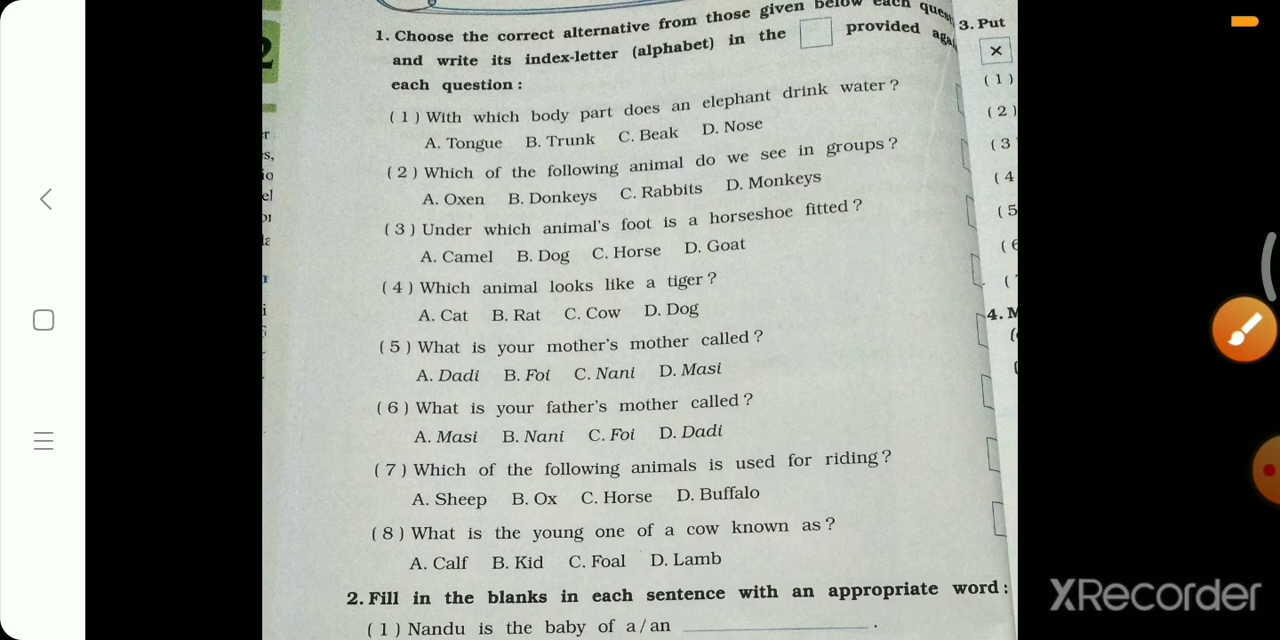 1. Choose the correct alternative from those given below each
and write its index-letter (alphabet) in the provided
each question :
( 1 ) With which body part does an elephant drink water ?
A. Tongue B. Trunk C. Beak D. Nose
( 2 ) Which of the following animal do we see in groups ?
A. Oxen B. Donkeys C. Rabbits D. Monkeys
( 3 ) Under which animal's foot is a horseshoe fitted ?
A. Camel B. Dog C. Horse D. Goat
( 4 ) Which animal looks like a tiger ?
A. Cat B. Rat C. Cow D. Dog
( 5 ) What is your mother's mother called ?
A. Dadi B. Foi C. Nani D. Masi
( 6 ) What is your father's mother called ?
A. Masi B. Nani C. Foi D. Dadi
( 7 ) Which of the following animals is used for riding ?
A. Sheep B. Ox C. Horse D. Buffalo
( 8 ) What is the young one of a cow known as ?
A. Calf B. Kid C. Foal D. Lamb
2. Fill in the blanks in each sentence with an appropriate word :
( 1 ) Nandu is the baby of a/an ______ .
3. Put
×
( 1 )
( 2 )
( 3
( 4
( 5
4.
XRecorder